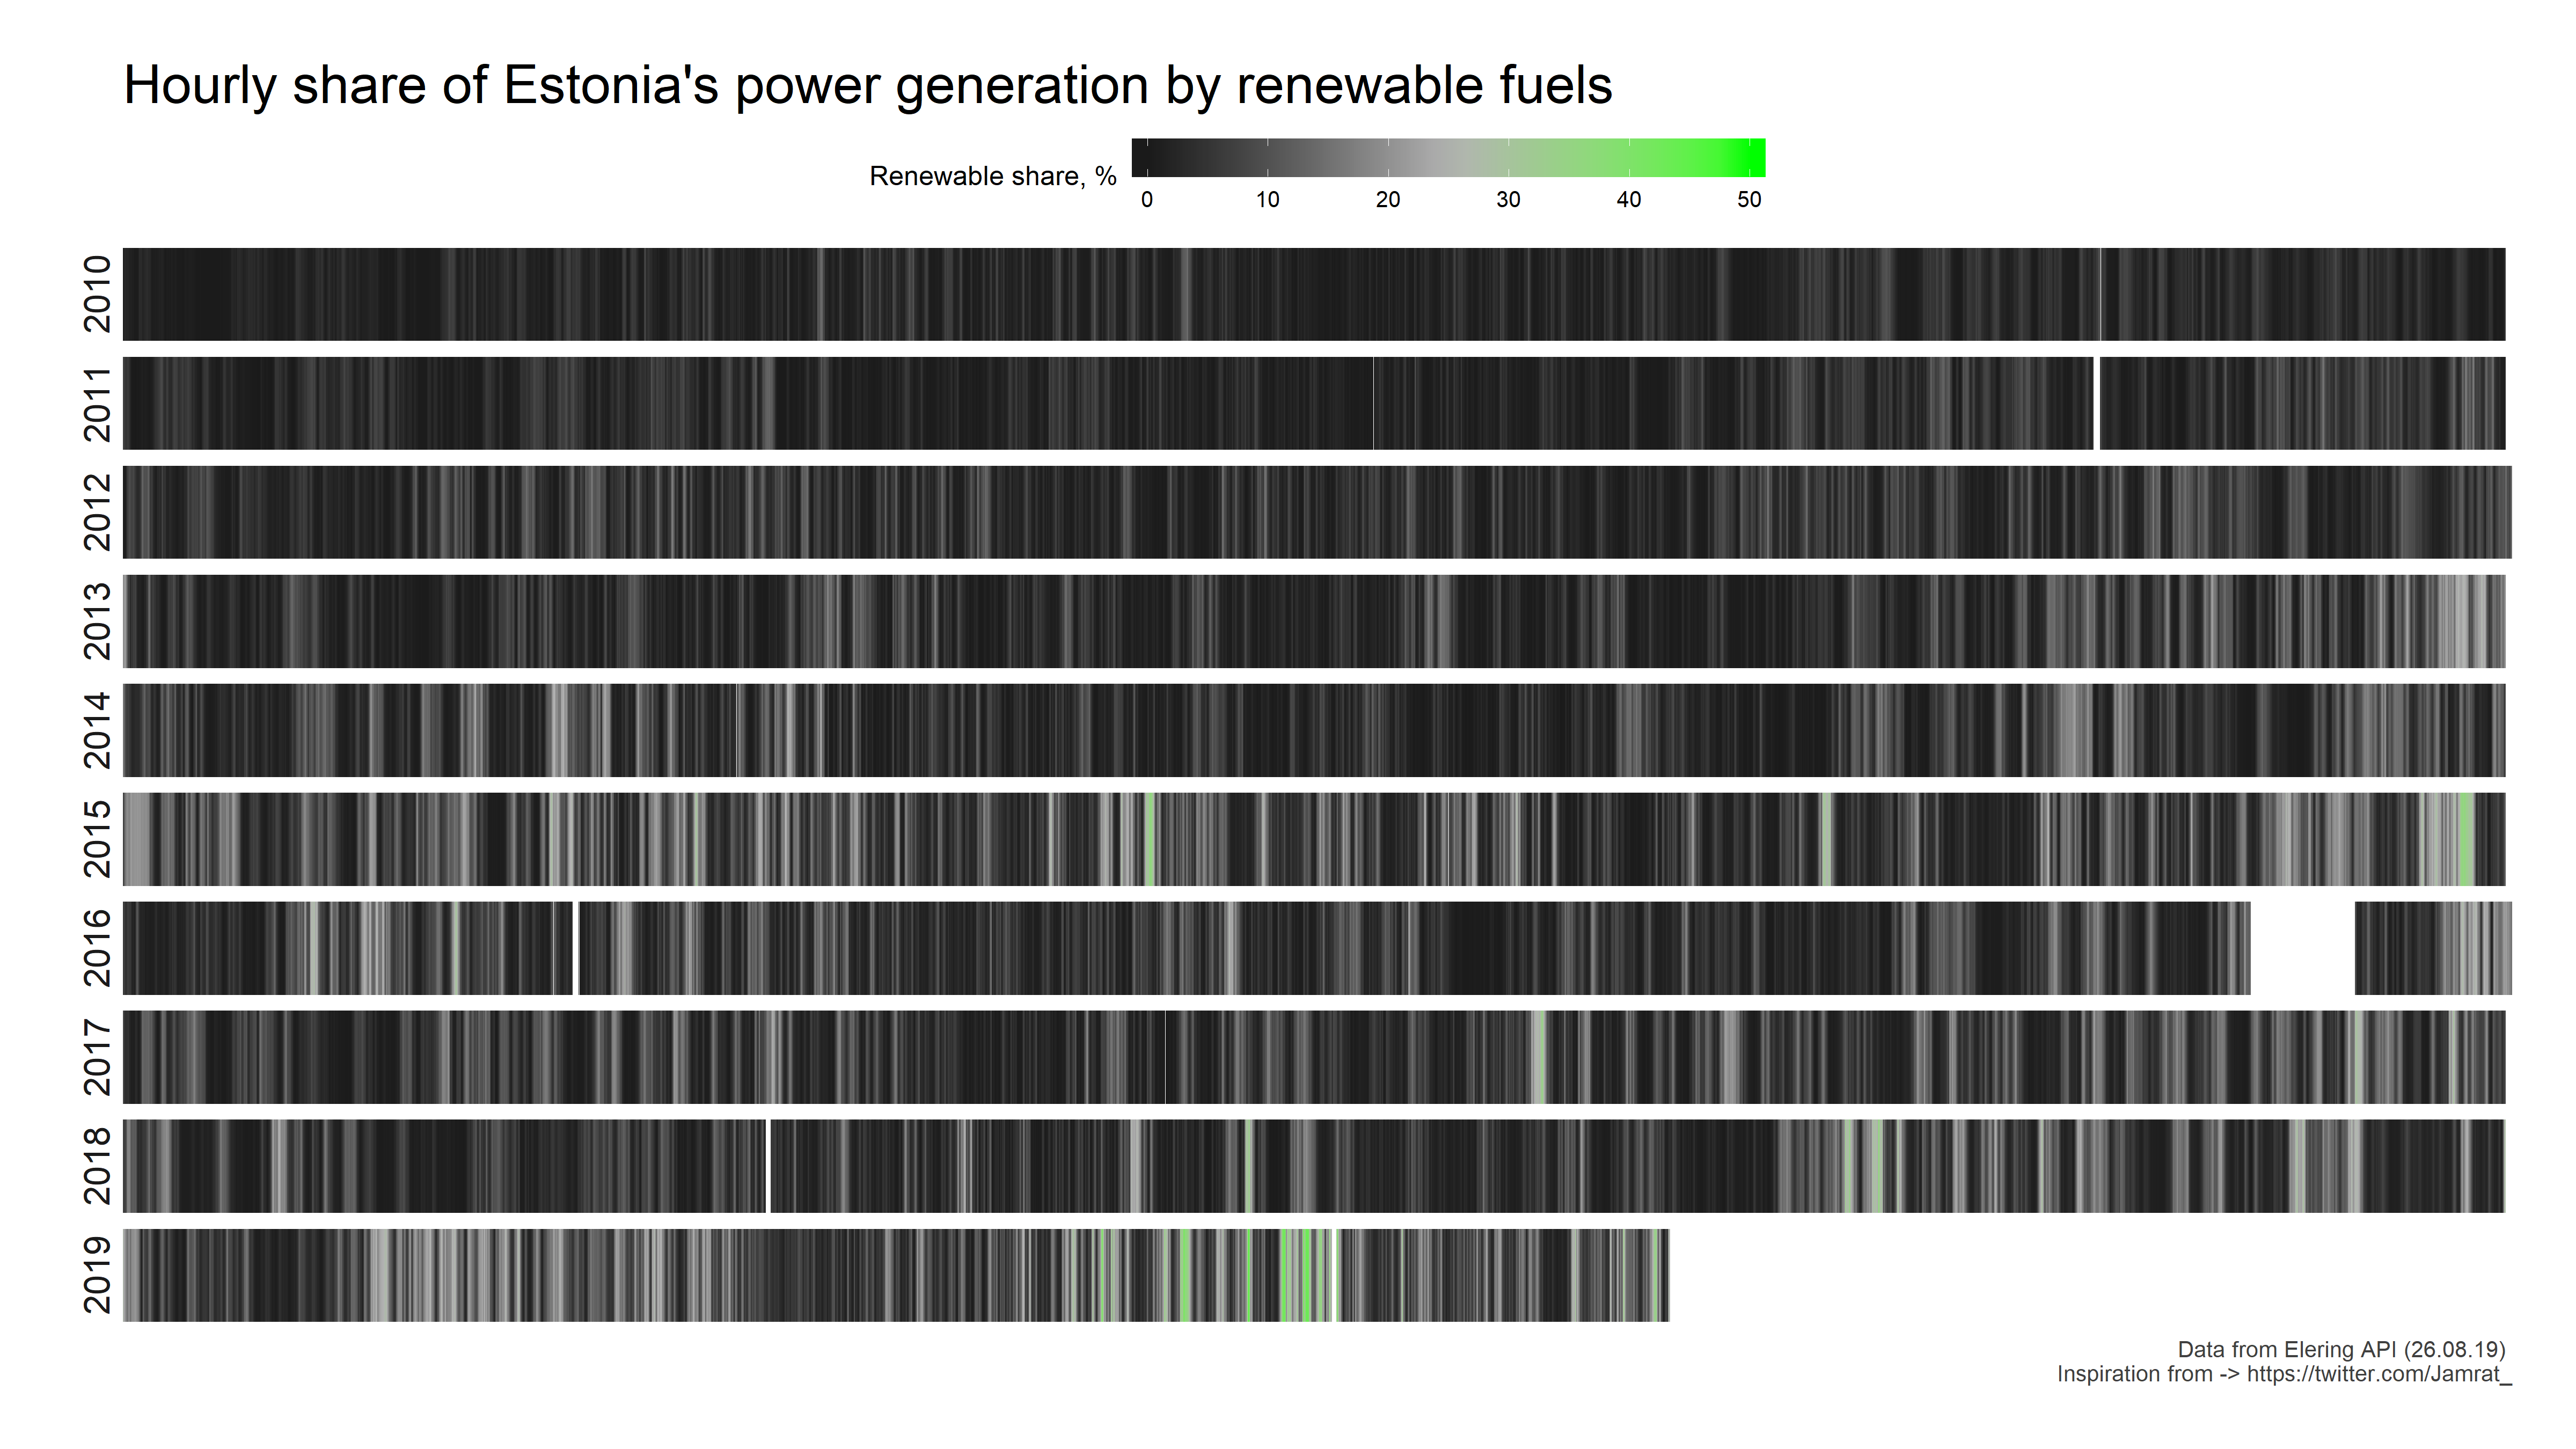 Hourly share of Estonia's power generation by renewable fuels
Renewable share, %
0 10 20 30 40 50
2010
2011
2012
2013
2014
2015
2016
2017
2018
2019
Data from Elering API (26.08.19)
Inspiration from -> https://twitter.com/Jamrat_